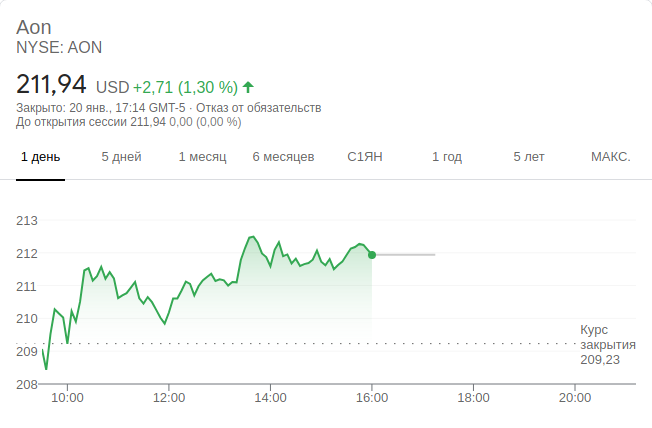 Aon
NYSE: AON
211,94 USD +2,71 (1,30 %)
Закрыто: 20 янв., 17:14 GMT-5 · Отказ от обязательств
До открытия сессии 211,94 0,00 (0,00 %)
1 день 5 дней 1 месяц 6 месяцев С1ЯН 1 год 5 лет МАКС.
213
212
211
210
Курс
закрытия
209
209,23
208
10:00 12:00 14:00 16:00 18:00 20:00